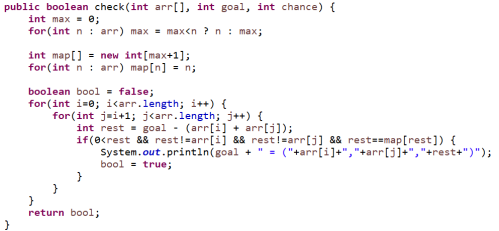 public boolean check(int arr[], int goal, int chance) {
    int max = 0;
    for(int n : arr) max = max<n ? n : max;

    int map[] = new int[max+1];
    for(int n : arr) map[n] = n;

    boolean bool = false;
    for(int i=0; i<arr.length; i++) {
        for(int j=i+1; j<arr.length; j++) {
            int rest = goal - (arr[i] + arr[j]);
            if(0<rest && rest!=arr[i] && rest!=arr[j] && rest==map[rest]) {
                System.out.println(goal + " = ("+arr[i]+","+arr[j]+","+rest+")");
                bool = true;
            }
        }
    }
    return bool;
}